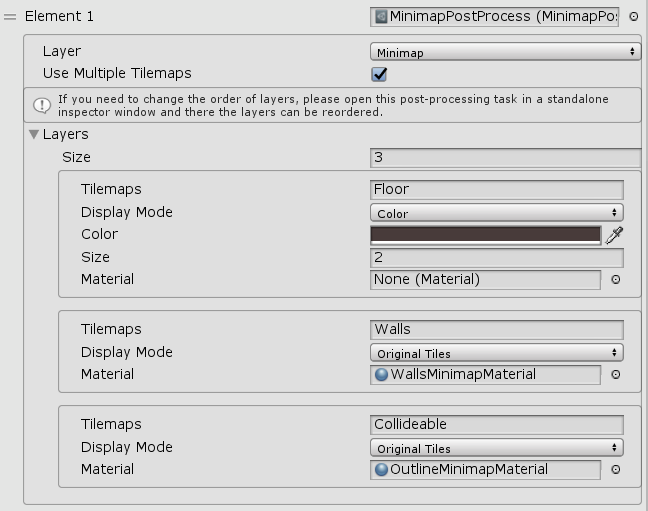 Element 1 MinimapPostProcess (MinimapPo
Layer Minimap
Use Multiple Tilemaps
If you need to change the order of layers, please open this post-processing task in a standalone
inspector window and there the layers can be reordered.
Layers
Size 3
Tilemaps Floor
Display Mode Color
Color
Size 2
Material None (Material)
Tilemaps Walls
Display Mode Original Tiles
Material WallsMinimapMaterial
Tilemaps Collideable
Display Mode Original Tiles
Material OutlineMinimapMaterial